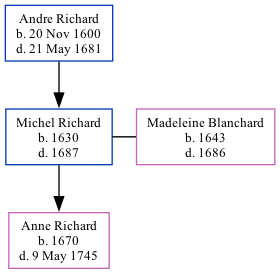 Andre Richard
b. 20 Nov 1600
d. 21 May 1681
Michel Richard
b. 1630
d. 1687
Madeleine Blanchard
b. 1643
d. 1686
Anne Richard
b. 1670
d. 9 May 1745